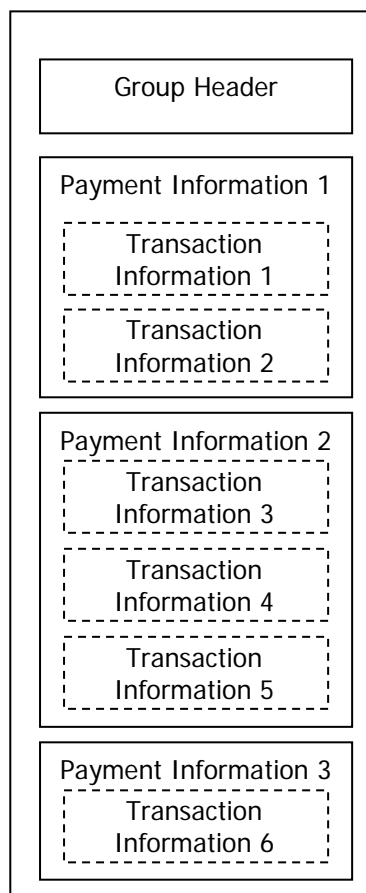 Group Header
Payment Information 1
Transaction
Information 1
Transaction
Information 2
Payment Information 2
Transaction
Information 3
Transaction
Information 4
Transaction
Information 5
Payment Information 3
Transaction
Information 6